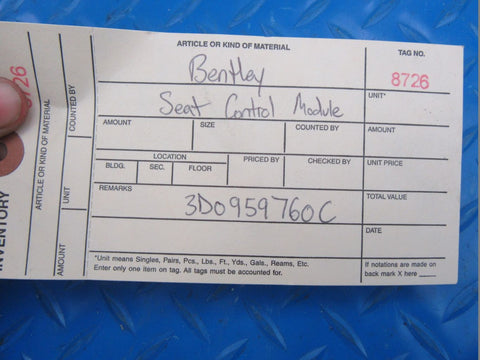 ARTICLE OR KIND OF MATERIAL
TAG NO.
Bentley
8726
Seat Control Module
UNIT*
AMOUNT
SIZE
COUNTED BY
AMOUNT
LOCATION
PRICED BY
CHECKED BY
UNIT PRICE
BLDG.
SEC.
FLOOR
REMARKS
TOTAL VALUE
3D0959760C
DATE
*Unit means Singles, Pairs, Pcs., Lbs., Ft., Yds., Gals., Reams, Etc.
Enter only one item on tag. All tags must be accounted for.
If notations are made on
back mark X here
INVENTORY
ARTICLE OR KIND OF MATERIAL
AMOUNT
UNIT
COUNTED BY